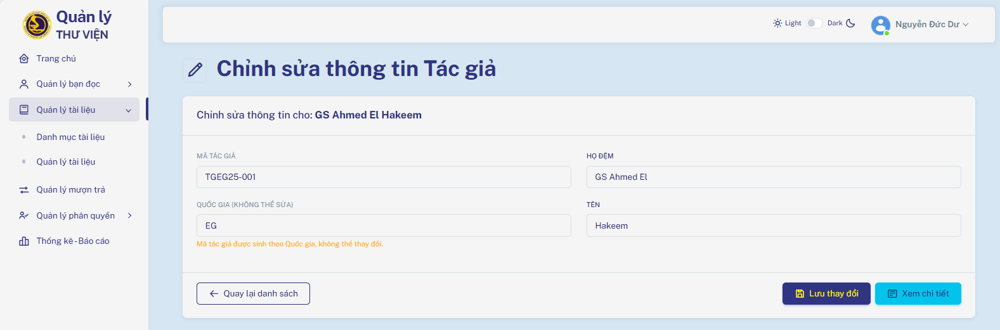 Quản lý
THƯ VIỆN
Trang chủ
Quản lý bạn đọc
Quản lý tài liệu
Danh mục tài liệu
Quản lý tài liệu
Quản lý mượn trả
Quản lý phân quyền
Thống kê - Báo cáo
Light Dark Nguyễn Đức Dư
Chỉnh sửa thông tin Tác giả
Chỉnh sửa thông tin cho: GS Ahmed El Hakeem
MÃ TÁC GIẢ
TGEG25-001
HỌ ĐỆM
GS Ahmed El
QUỐC GIA (KHÔNG THỂ SỬA)
EG
Mã tác giả được sinh theo Quốc gia, không thể thay đổi.
TÊN
Hakeem
Quay lại danh sách
Lưu thay đổi
Xem chi tiết